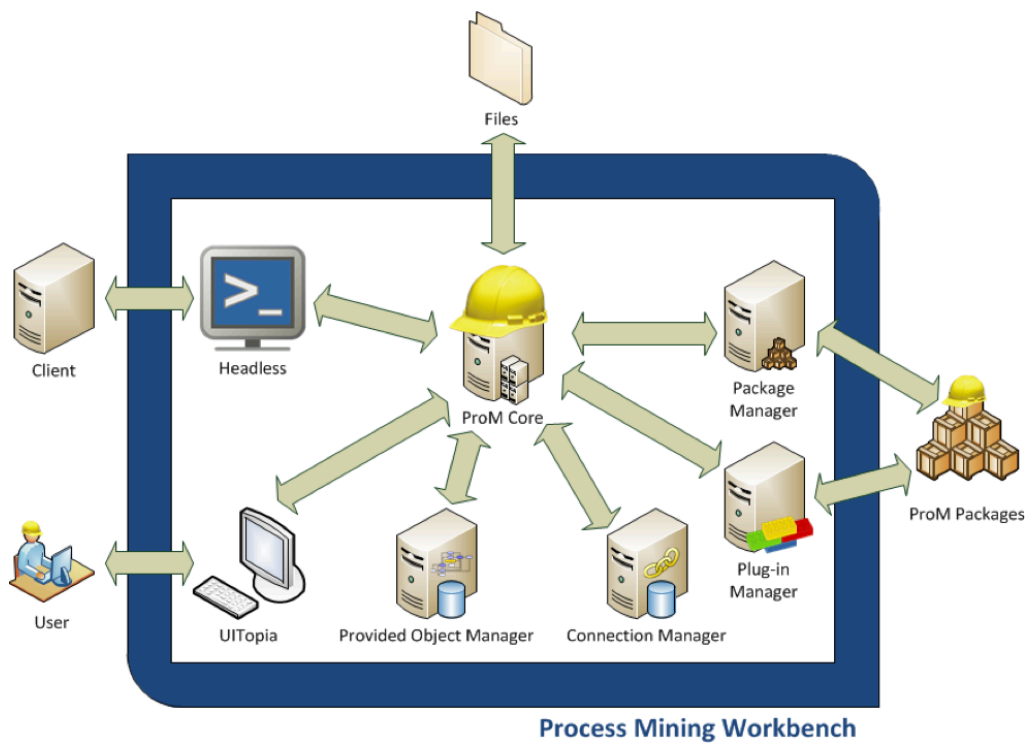 Files
Client
Headless
ProM Core
Package
Manager
ProM Packages
Plug-in
Manager
User
UITopia
Provided Object Manager
Connection Manager
Process Mining Workbench